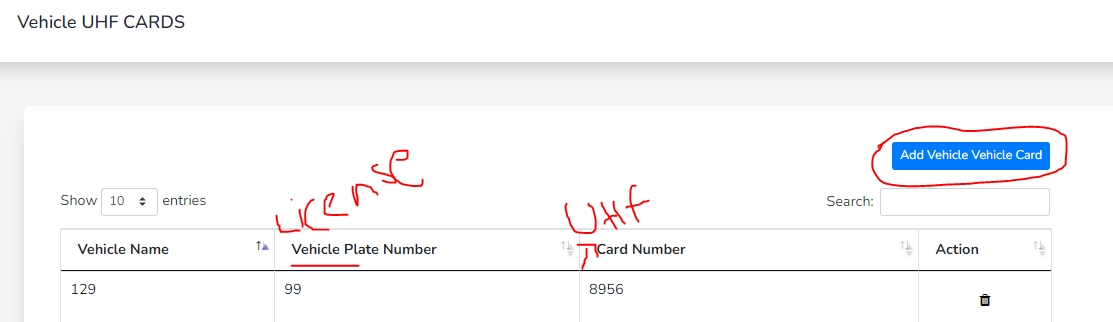 Vehicle UHF CARDS
Add Vehicle Vehicle Card
License
Show 10 entries
Search:
UHF
Vehicle Name
Vehicle Plate Number
Card Number
Action
129
99
8956